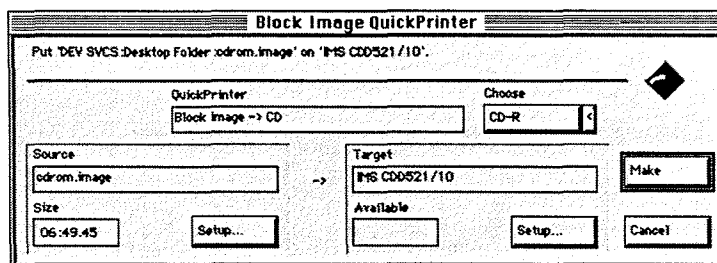 Block Image QuickPrinter
Put 'DEV SVCS:Desktop Folder:cdrom.image' on 'IMS CDD521/10'.
QuickPrinter
Choose
Block image -> CD
CD-R
<
Source
Target
cdrom.image
->
IMS CDD521/10
Make
Size
Available
06:49.45
Setup...
Setup...
Cancel